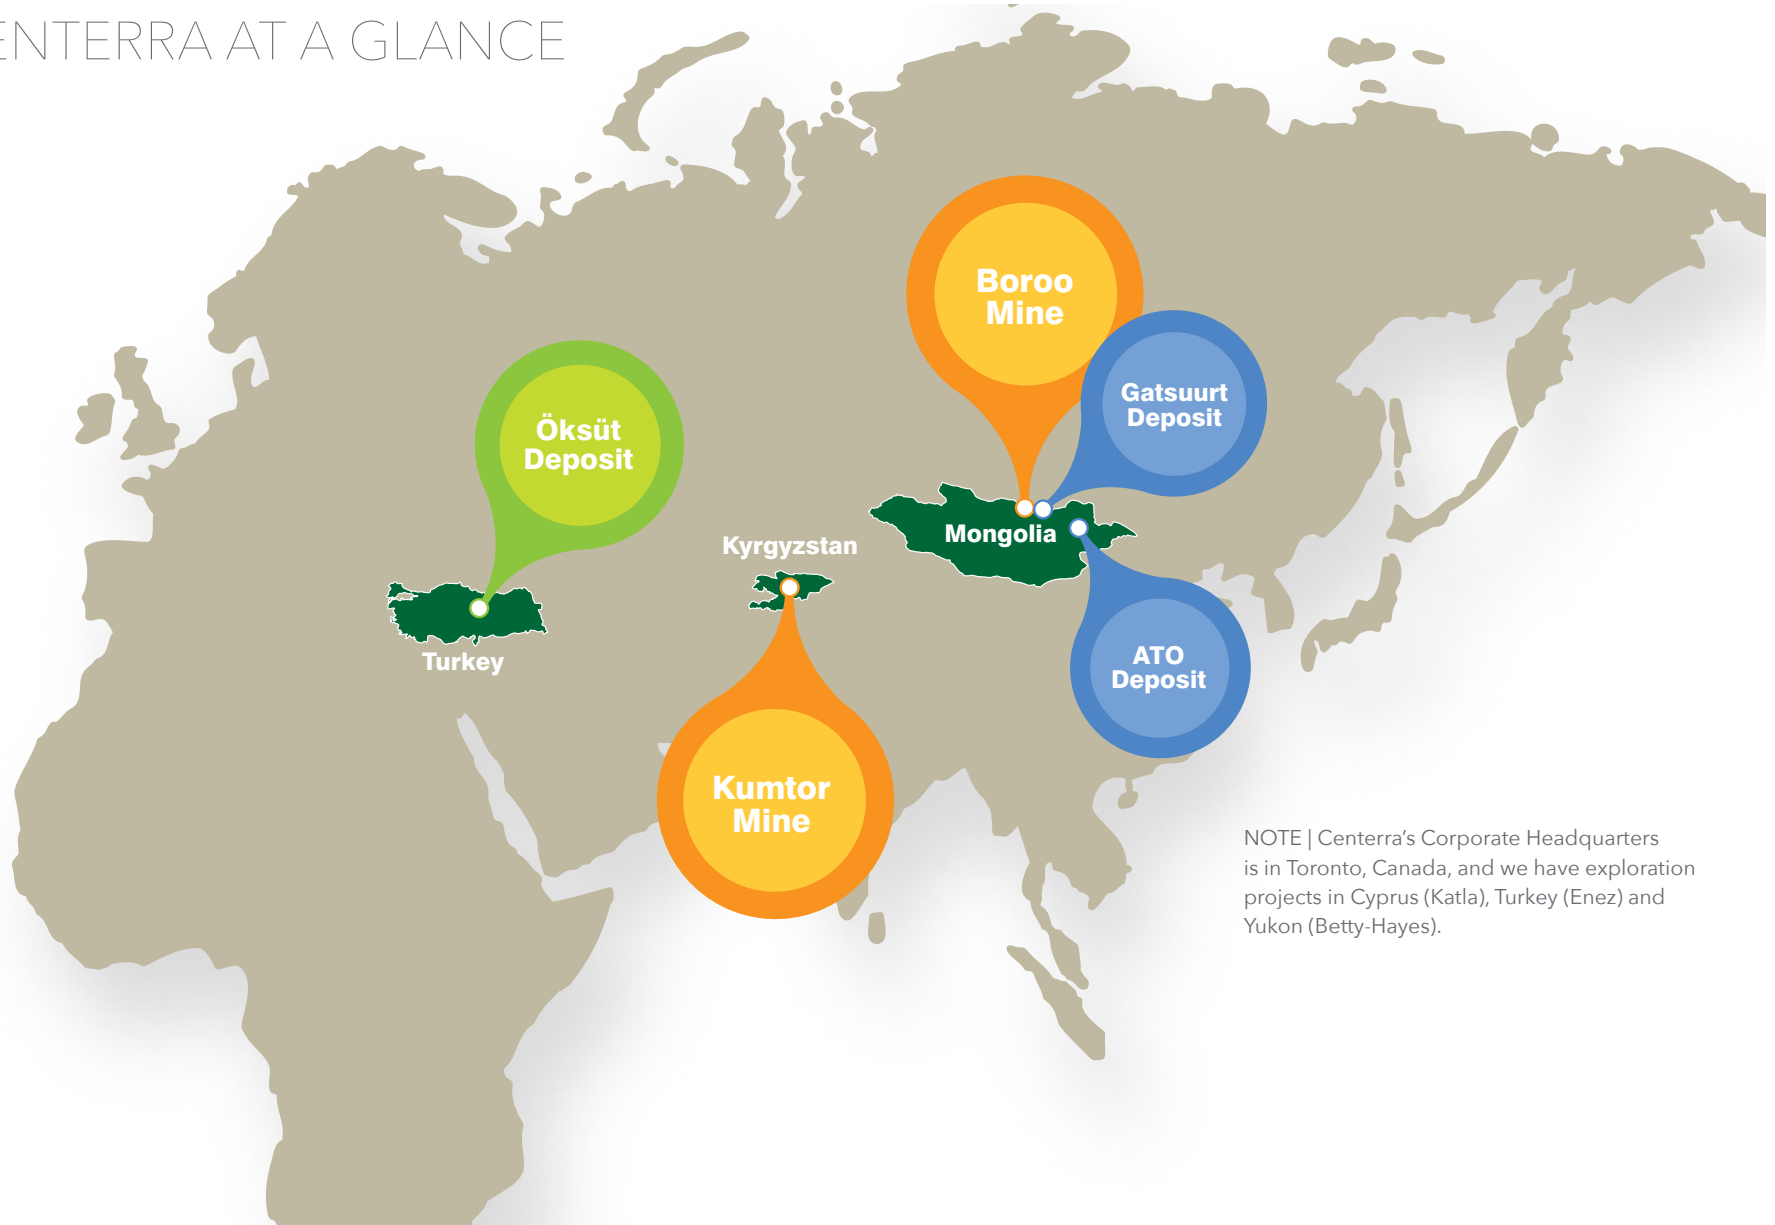 ENTERRA AT A GLANCE
Boroo
Mine
Gatsuurt
Deposit
Öksüt
Deposit
Kyrgyzstan
Mongolia
Turkey
ATO
Deposit
Kumtor
Mine
NOTE | Centerra’s Corporate Headquarters
is in Toronto, Canada, and we have exploration
projects in Cyprus (Katla), Turkey (Enez) and
Yukon (Betty-Hayes).